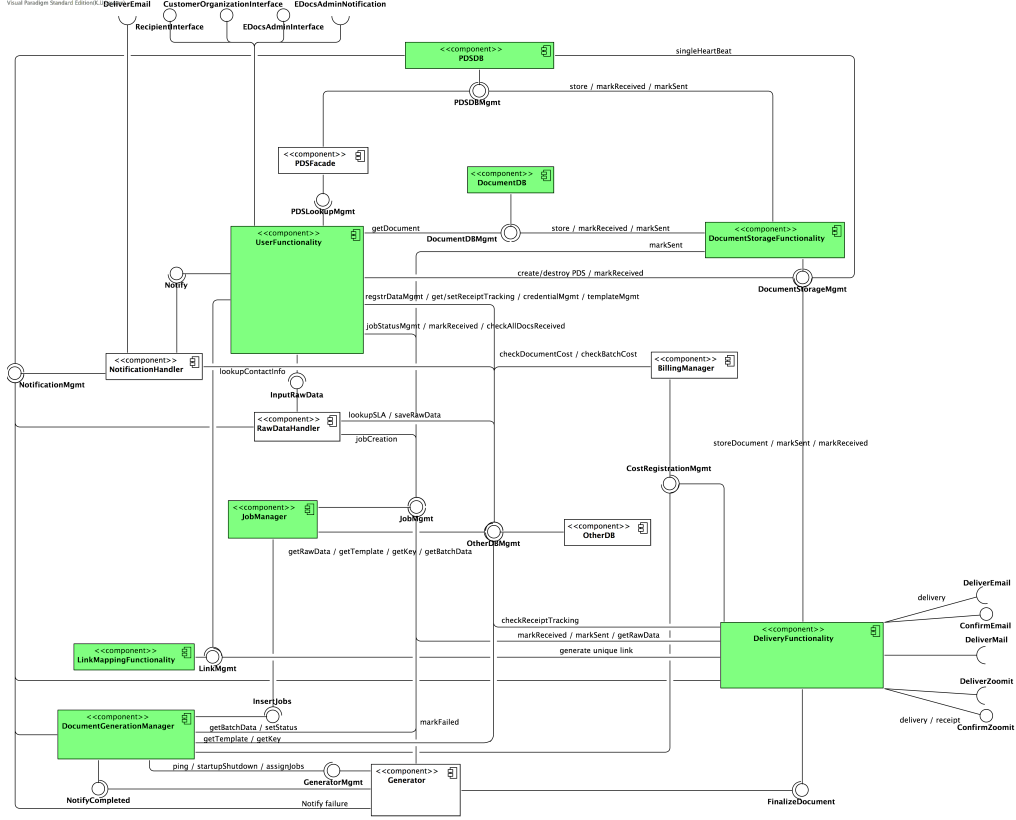 Visual Paradigm Standard Edition
DeliverEmail
CustomerOrganizationInterface
EDocsAdminNotification
RecipientInterface
EDocsAdminInterface
<<component>>
PDSDB
singleHeartBeat
store / markReceived / markSent
PDSDBMgmt
<<component>>
PDSFacade
<<component>>
DocumentDB
PDSLookupMgmt
<<component>>
UserFunctionality
getDocument
DocumentDBMgmt
store / markReceived / markSent
<<component>>
DocumentStorageFunctionality
markSent
Notify
create/destroy PDS / markReceived
DocumentStorageMgmt
regstrDataMgmt / get/setReceiptTracking / credentialMgmt / templateMgmt
jobStatusMgmt / markReceived / checkAllDocsReceived
<<component>>
NotificationHandler
checkDocumentCost / checkBatchCost
<<component>>
BillingManager
NotificationMgmt
lookupContactInfo
InputRawData
<<component>>
RawDataHandler
lookupSLA / saveRawData
jobCreation
storeDocument / markSent / markReceived
CostRegistrationMgmt
<<component>>
JobManager
JobMgmt
OtherDBMgmt
<<component>>
OtherDB
getRawData / getTemplate / getKey / getBatchData
DeliverEmail
delivery
ConfirmEmail
checkReceiptTracking
<<component>>
DeliveryFunctionality
markReceived / markSent / getRawData
DeliverMail
<<component>>
LinkMappingFunctionality
LinkMgmt
generate unique link
DeliverZoomit
delivery / receipt
ConfirmZoomit
InsertJobs
<<component>>
DocumentGenerationManager
getBatchData / setStatus
markFailed
getTemplate / getKey
ping / startupShutdown / assignJobs
GeneratorMgmt
<<component>>
Generator
NotifyCompleted
Notify failure
FinalizeDocument